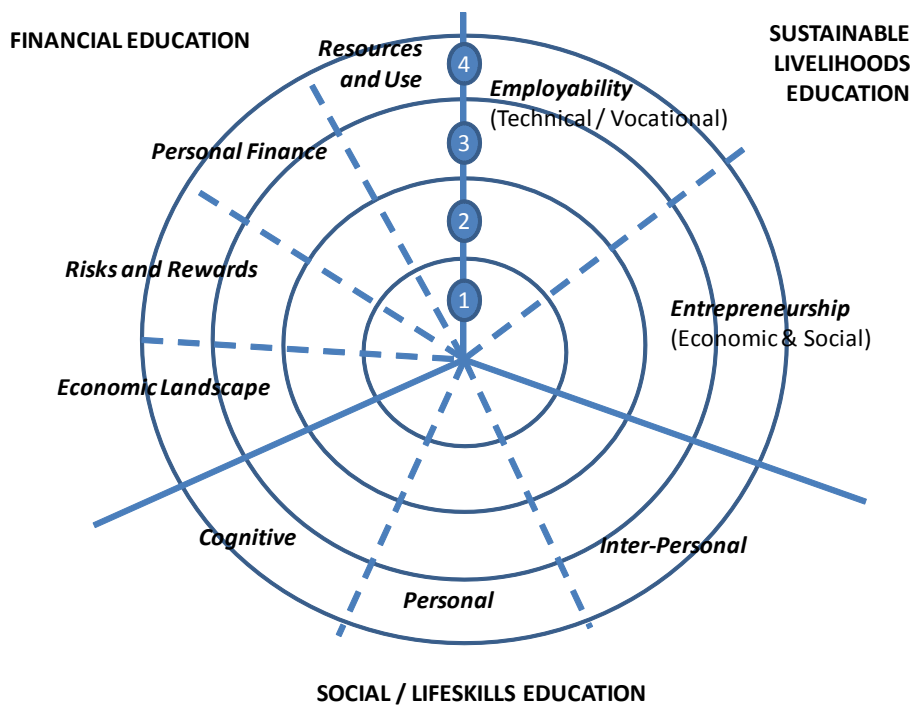 FINANCIAL EDUCATION
SUSTAINABLE
LIVELIHOODS
EDUCATION
Resources
and Use
4
Employability
(Technical / Vocational)
3
Personal Finance
2
Risks and Rewards
1
Entrepreneurship
(Economic & Social)
Economic Landscape
Cognitive
Inter-Personal
Personal
SOCIAL / LIFESKILLS EDUCATION